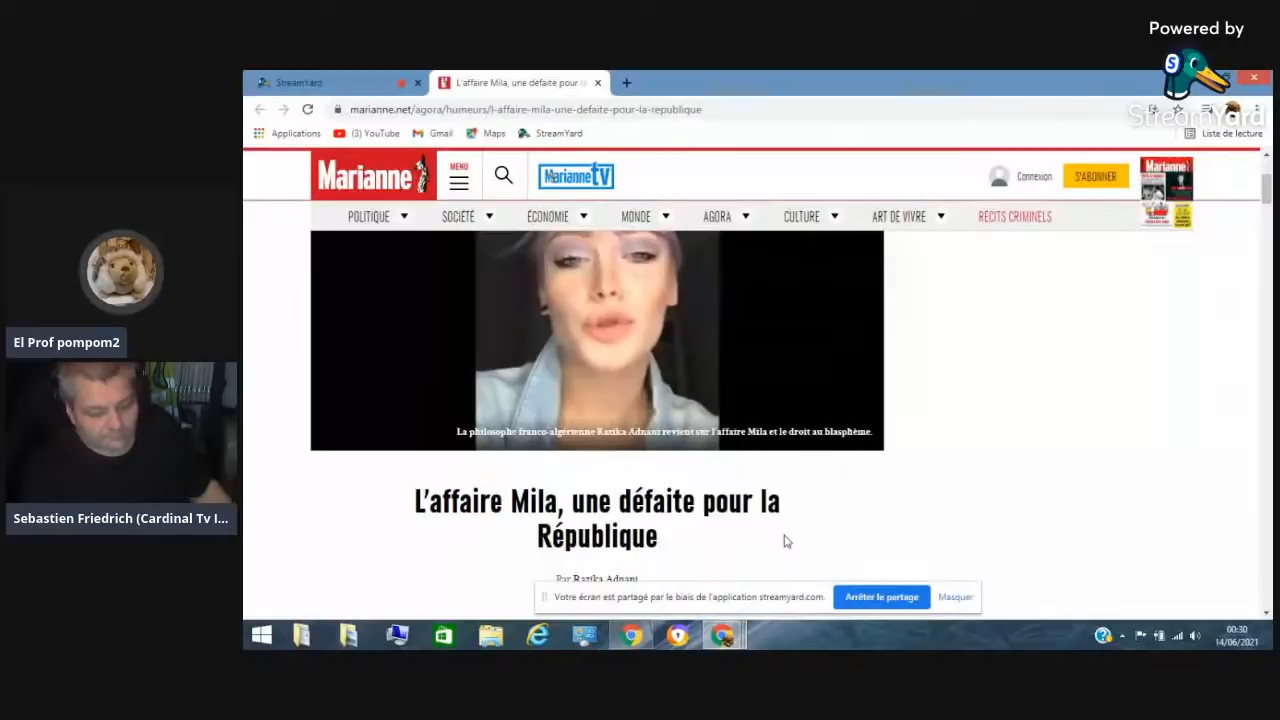 Powered by
StreamYard
StreamYard
L'affaire Mila, une défaite pour la
marianne.net/agora/humeurs/l-affaire-mila-une-defaite-pour-la-republique
Applications
(3) YouTube
Gmail
Maps
StreamYard
Liste de lecture
Marianne
MENU
Marianne TV
Connexion
S'ABONNER
Marianne
POLITIQUE
SOCIÉTÉ
ÉCONOMIE
MONDE
AGORA
CULTURE
ART DE VIVRE
RÉCITS CRIMINELS
La philosophe franco-algérienne Razika Adnani revient sur l'affaire Mila et le droit au blasphème.
El Prof pompom2
Sebastien Friedrich (Cardinal Tv I...
L'affaire Mila, une défaite pour la
République
Par Razika Adnani
Votre écran est partagé par le biais de l'application streamyard.com.
Arrêter le partage
Masquer
00:30
14/06/2021